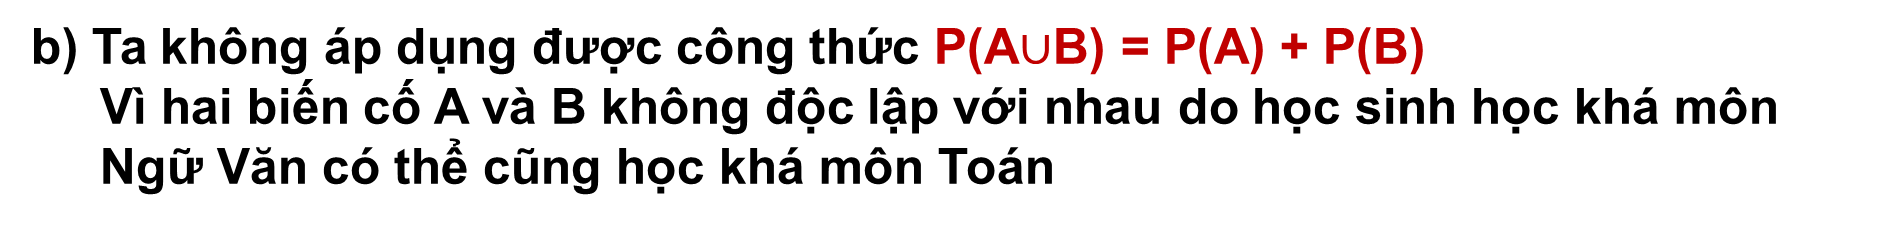 b) Ta không áp dụng được công thức P(A∪B) = P(A) + P(B)
Vì hai biến cố A và B không độc lập với nhau do học sinh học khá môn
Ngữ Văn có thể cũng học khá môn Toán